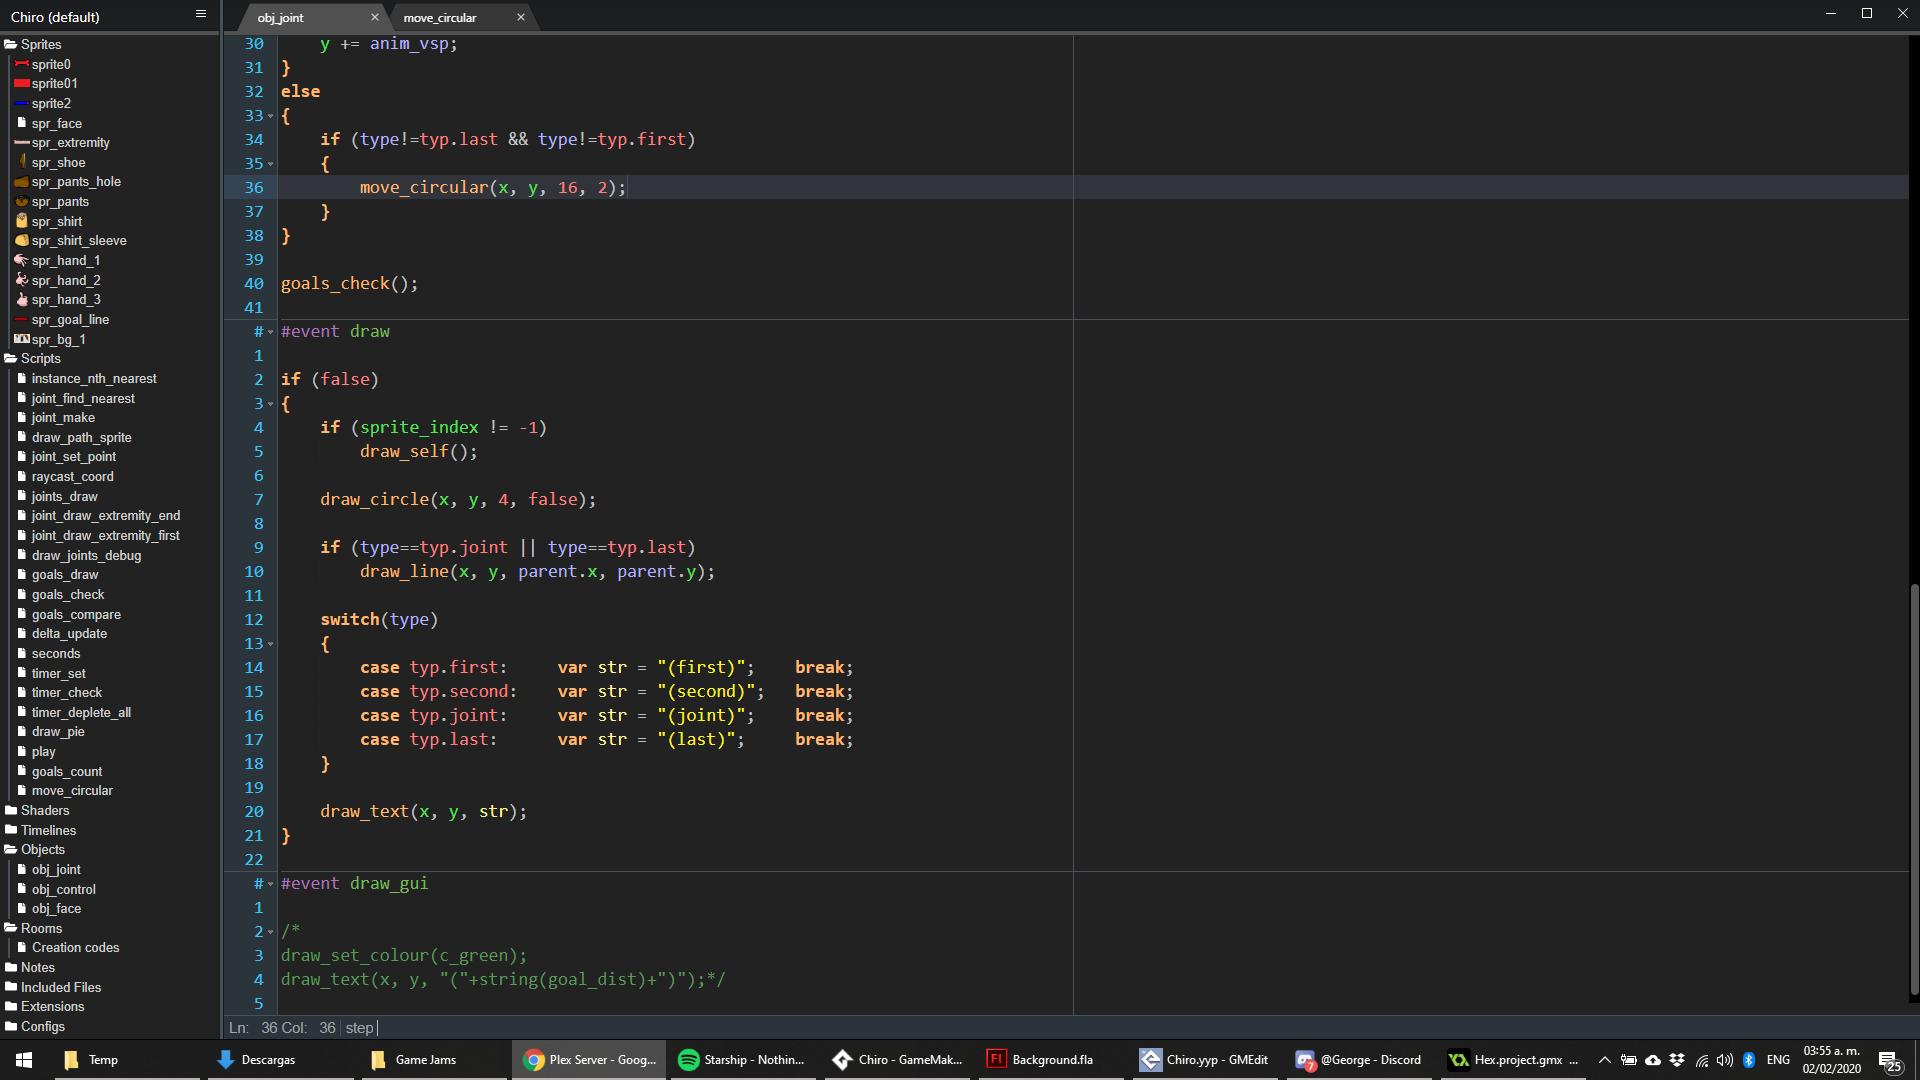 Chiro (default)
obj_joint
move_circular
Sprites
sprite0
sprite01
sprite2
spr_face
spr_extremity
spr_shoe
spr_pants_hole
spr_pants
spr_shirt
spr_shirt_sleeve
spr_hand_1
spr_hand_2
spr_hand_3
spr_goal_line
spr_bg_1
Scripts
instance_nth_nearest
joint_find_nearest
joint_make
draw_path_sprite
joint_set_point
raycast_coord
joints_draw
joint_draw_extremity_end
joint_draw_extremity_first
draw_joints_debug
goals_draw
goals_check
goals_compare
delta_update
seconds
timer_set
timer_check
timer_deplete_all
draw_pie
play
goals_count
move_circular
Shaders
Timelines
Objects
obj_joint
obj_control
obj_face
Rooms
Creation codes
Notes
Included Files
Extensions
Configs
30 y += anim_vsp;
31 }
32 else
33 {
34 if (type!=typ.last && type!=typ.first)
35 {
36 move_circular(x, y, 16, 2);
37 }
38 }
39
40 goals_check();
41
# #event draw
1
2 if (false)
3 {
4 if (sprite_index != -1)
5 draw_self();
6
7 draw_circle(x, y, 4, false);
8
9 if (type==typ.joint || type==typ.last)
10 draw_line(x, y, parent.x, parent.y);
11
12 switch(type)
13 {
14 case typ.first: var str = "(first)"; break;
15 case typ.second: var str = "(second)"; break;
16 case typ.joint: var str = "(joint)"; break;
17 case typ.last: var str = "(last)"; break;
18 }
19
20 draw_text(x, y, str);
21 }
22
# #event draw_gui
1
2 /*
3 draw_set_colour(c_green);
4 draw_text(x, y, "("+string(goal_dist)+")");*/
5
Ln: 36 Col: 36 step
Temp
Descargas
Game Jams
Plex Server - Goog...
Starship - Nothin...
Chiro - GameMak...
Fl Background.fla
Chiro.yyp - GMEdit
7 @George - Discord
Hex.project.gmx ...
ENG
03:55 a. m.
02/02/2020
25